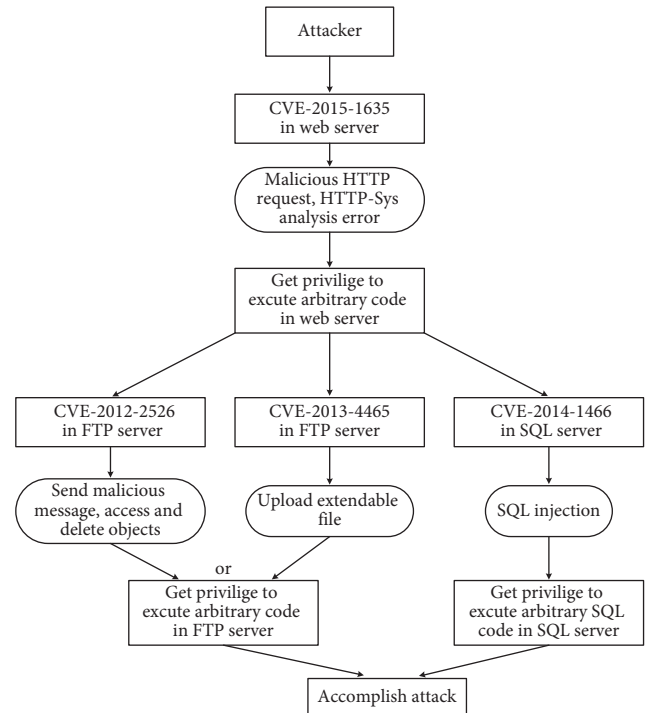 Attacker
CVE-2015-1635
in web server
Malicious HTTP
request, HTTP-Sys
analysis error
Get privilige to
excute arbitrary code
in web server
CVE-2012-2526
in FTP server
CVE-2013-4465
in FTP server
CVE-2014-1466
in SQL server
Send malicious
message, access and
delete objects
Upload extendable
file
SQL injection
or
Get privilige to
excute arbitrary code
in FTP server
Get privilige to
excute arbitrary SQL
code in SQL server
Accomplish attack